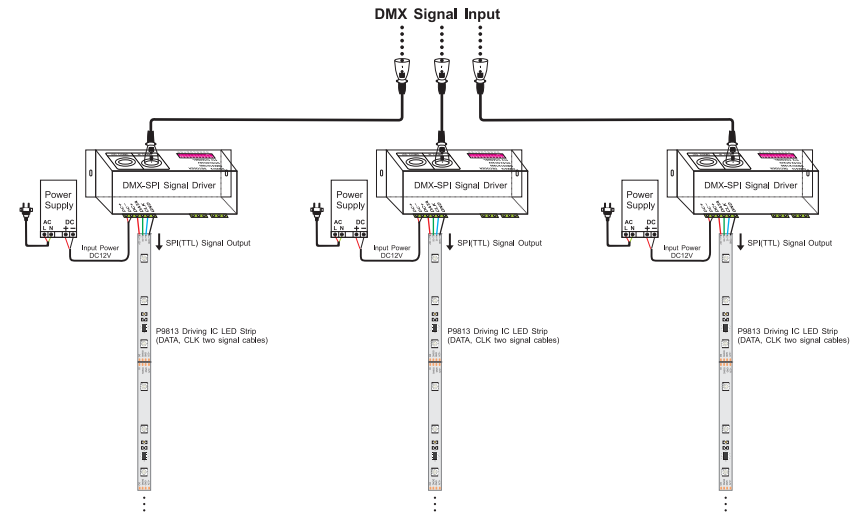 DMX Signal Input
DMX-SPI Signal Driver
DMX-SPI Signal Driver
DMX-SPI Signal Driver
Power
Supply
AC DC
L N + −
Power
Supply
AC DC
L N + −
Power
Supply
AC DC
L N + −
Input Power
DC12V
SPI(TTL) Signal Output
Input Power
DC12V
SPI(TTL) Signal Output
Input Power
DC12V
SPI(TTL) Signal Output
P9813 Driving IC LED Strip
(DATA, CLK two signal cables)
P9813 Driving IC LED Strip
(DATA, CLK two signal cables)
P9813 Driving IC LED Strip
(DATA, CLK two signal cables)